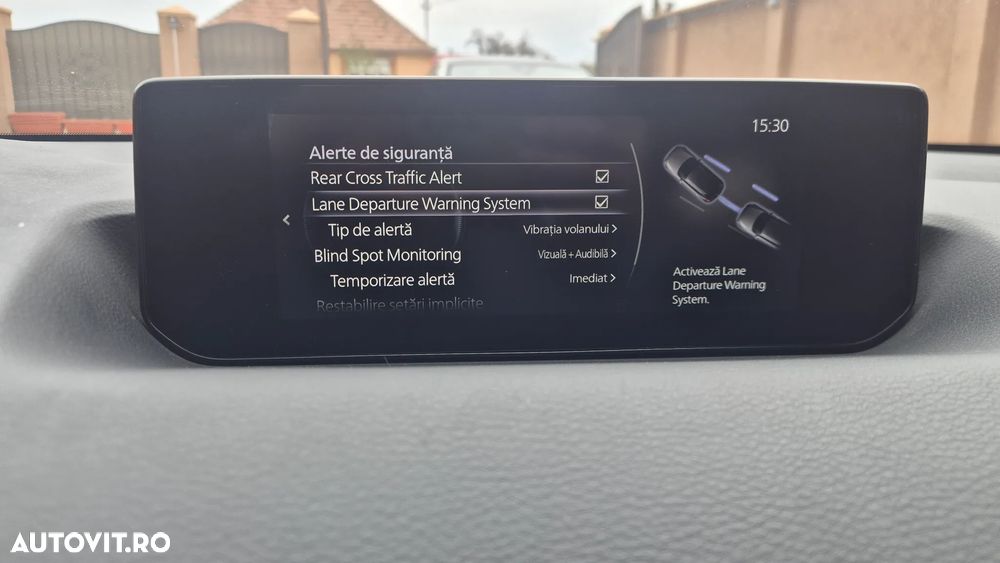 15:30
Alerte de siguranță
Rear Cross Traffic Alert
Lane Departure Warning System
Tip de alertă Vibrația volanului >
Blind Spot Monitoring Vizuală + Audibilă >
Temporizare alertă Imediat >
Restabilire setări implicite
Activează Lane
Departure Warning
System.
AUTOVIT.RO